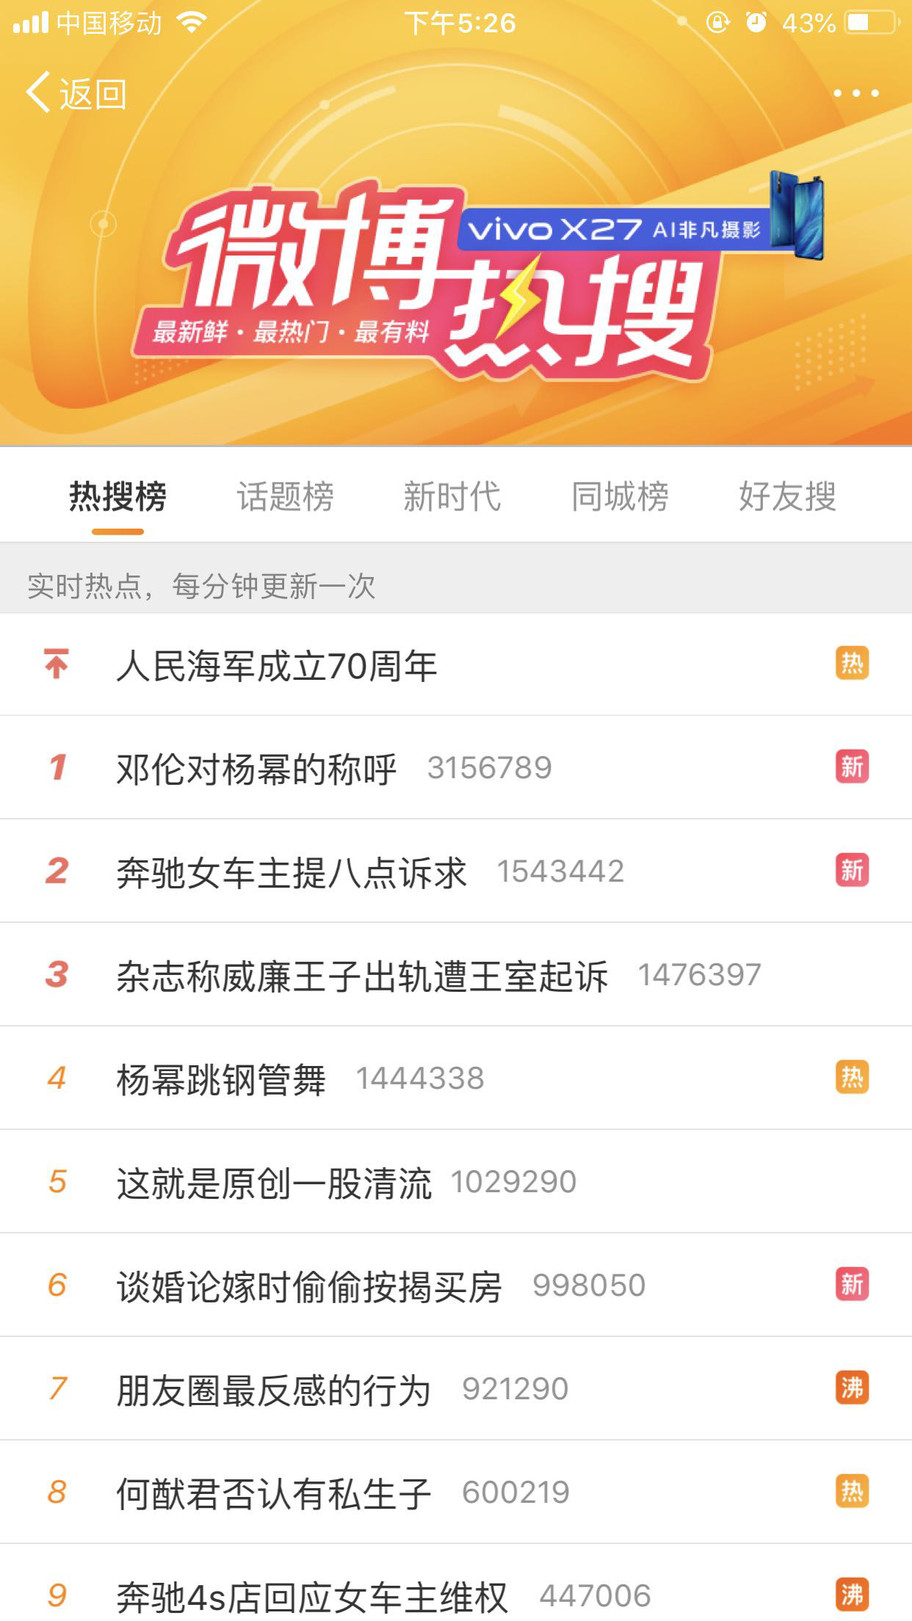 中国移动 下午5:26 43%
返回
微博
vivo X27 AI非凡摄影
热搜
最新鲜·最热门·最有料
热搜榜 话题榜 新时代 同城榜 好友搜
实时热点，每分钟更新一次
人民海军成立70周年 热
1 邓伦对杨幂的称呼 3156789 新
2 奔驰女车主提八点诉求 1543442 新
3 杂志称威廉王子出轨遭王室起诉 1476397
4 杨幂跳钢管舞 1444338 热
5 这就是原创一股清流 1029290
6 谈婚论嫁时偷偷按揭买房 998050 新
7 朋友圈最反感的行为 921290 沸
8 何猷君否认有私生子 600219 热
9 奔驰4s店回应女车主维权 447006 沸